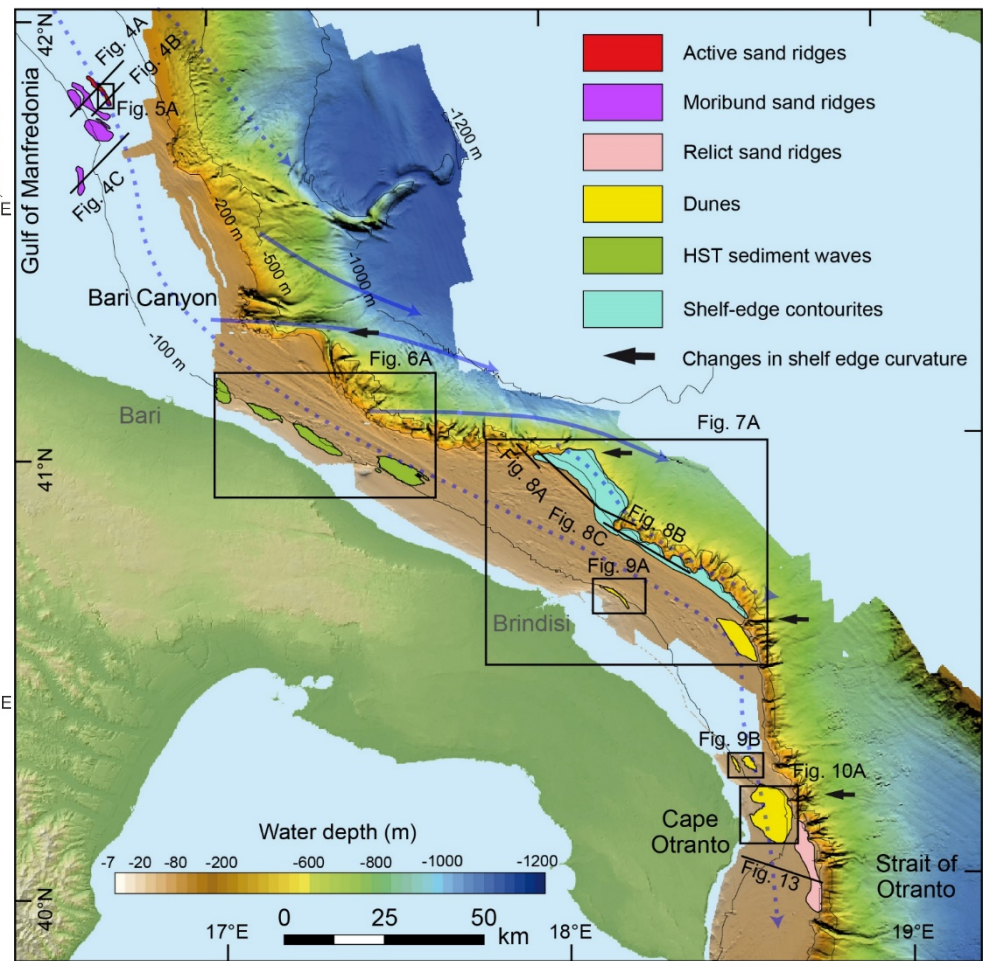 42°N
Fig. 4A
Fig. 4B
Fig. 5A
Fig. 4C
Gulf of Manfredonia
E
-1200 m
-200 m
-500 m
-1000 m
Active sand ridges
Moribund sand ridges
Relict sand ridges
Dunes
HST sediment waves
Shelf-edge contourites
Changes in shelf edge curvature
Bari Canyon
-100 m
Fig. 6A
Bari
Fig. 7A
41°N
Fig. 8A
Fig. 8B
Fig. 8C
Fig. 9A
Brindisi
E
Fig. 9B
Fig. 10A
Cape
Otranto
Strait of
Otranto
Fig. 13
Water depth (m)
-7 -20 -80 -200 -600 -800 -1000 -1200
0 25 50
km
40°N
17°E
18°E
19°E